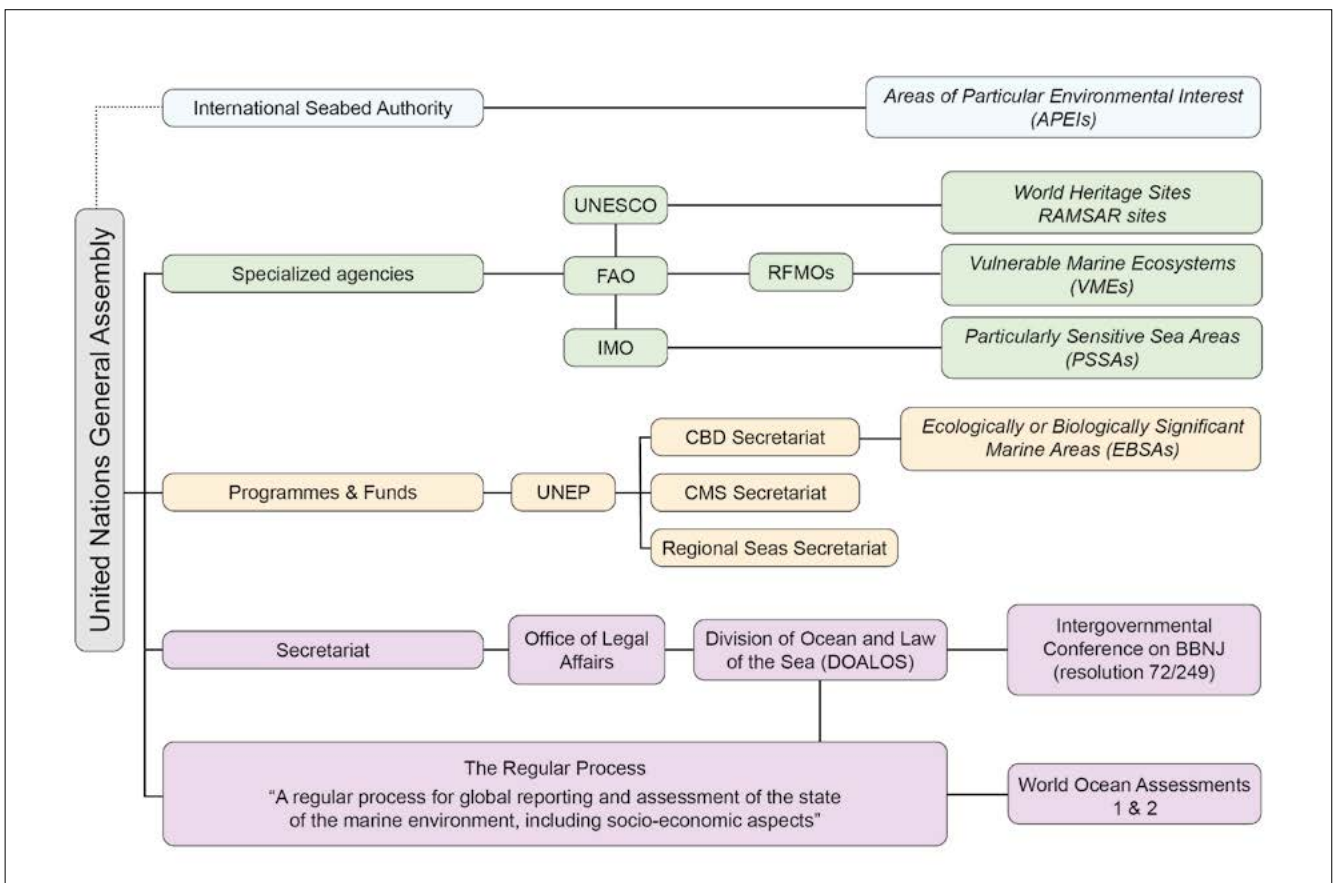 United Nations General Assembly
International Seabed Authority
Areas of Particular Environmental Interest
(APEIs)
Specialized agencies
UNESCO
World Heritage Sites
RAMSAR sites
FAO
RFMOs
Vulnerable Marine Ecosystems
(VMEs)
IMO
Particularly Sensitive Sea Areas
(PSSAs)
Programmes & Funds
UNEP
CBD Secretariat
Ecologically or Biologically Significant
Marine Areas (EBSAs)
CMS Secretariat
Regional Seas Secretariat
Secretariat
Office of Legal
Affairs
Division of Ocean and Law
of the Sea (DOALOS)
Intergovernmental
Conference on BBNJ
(resolution 72/249)
The Regular Process
“A regular process for global reporting and assessment of the state
of the marine environment, including socio-economic aspects”
World Ocean Assessments
1 & 2